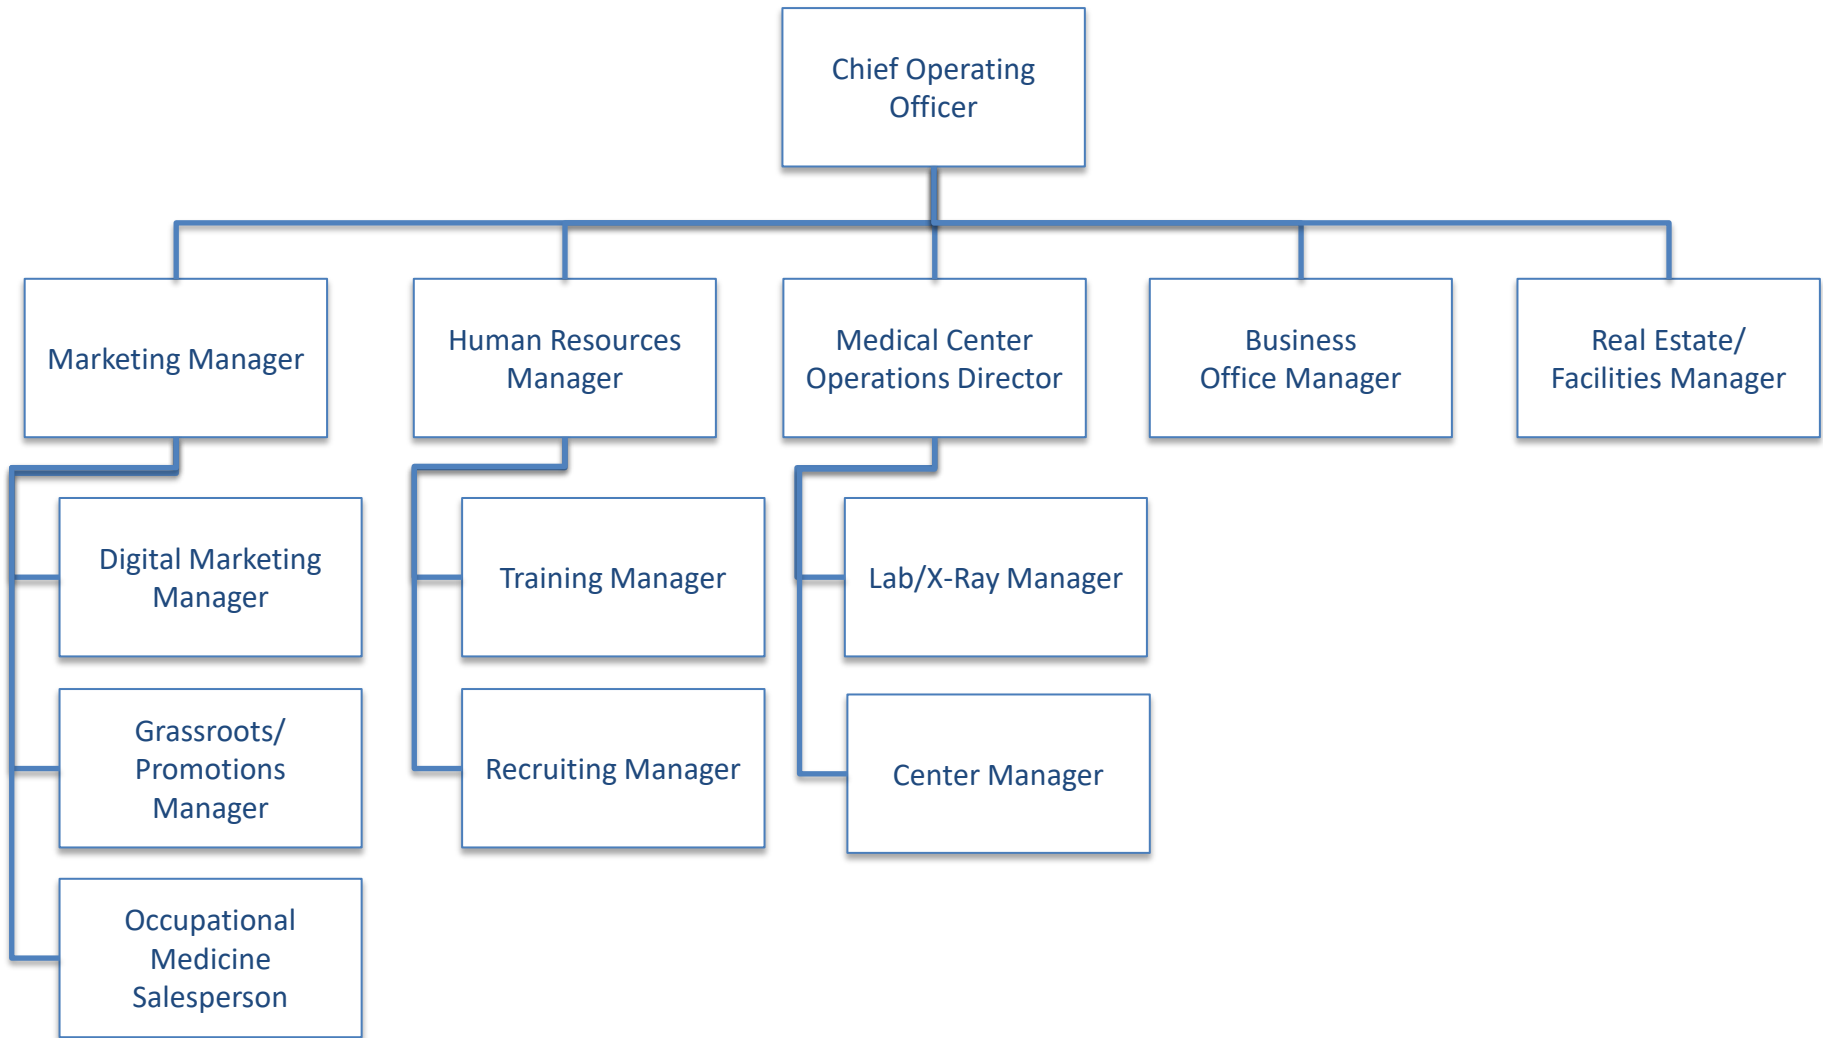 Chief Operating
Officer
Marketing Manager
Human Resources
Manager
Medical Center
Operations Director
Business
Office Manager
Real Estate/
Facilities Manager
Digital Marketing
Manager
Training Manager
Lab/X-Ray Manager
Grassroots/
Promotions
Manager
Recruiting Manager
Center Manager
Occupational
Medicine
Salesperson